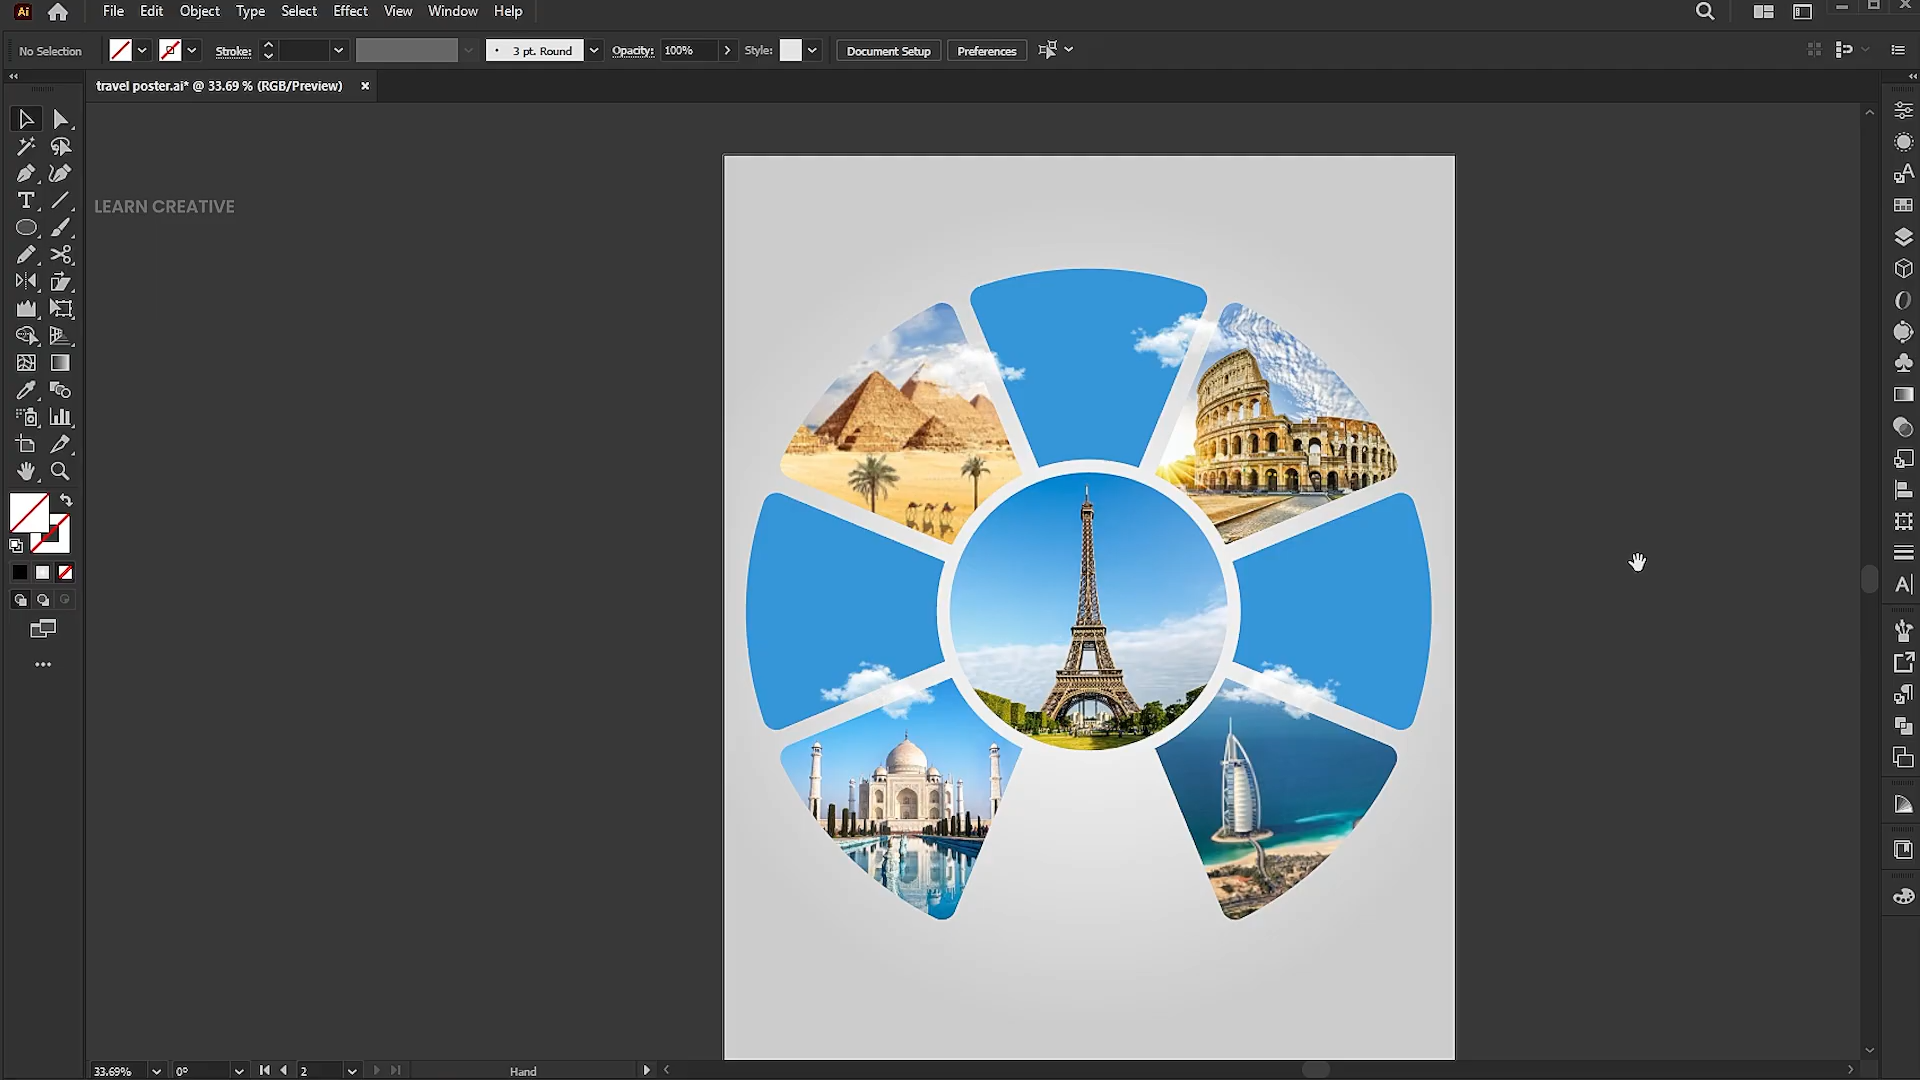 Ai File Edit Object Type Select Effect View Window Help
No Selection Stroke: 3 pt. Round Opacity: 100% Style: Document Setup Preferences
travel poster.ai* @ 33.69 % (RGB/Preview) ×
LEARN CREATIVE
33.69% 0° 2 Hand